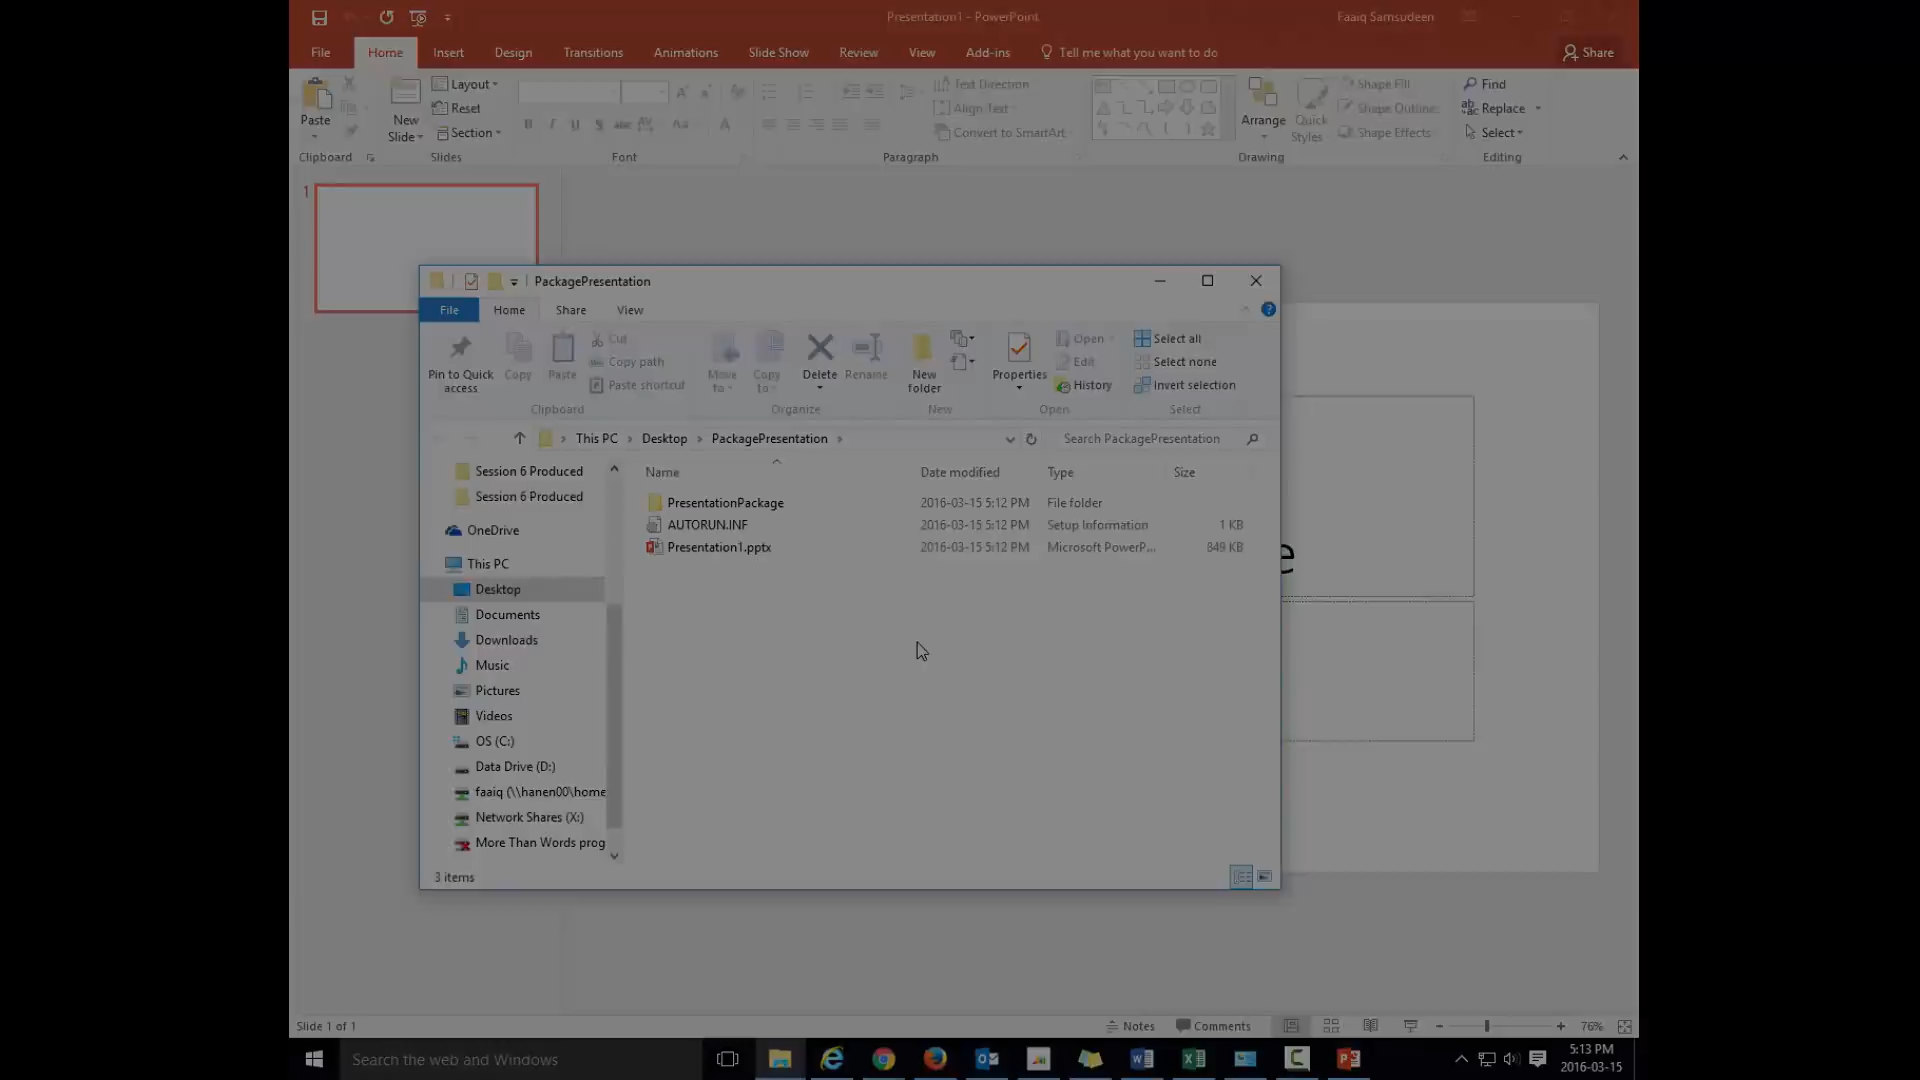 Presentation1 - PowerPoint
Faaiq Samsudeen
File Home Insert Design Transitions Animations Slide Show Review View Add-ins Tell me what you want to do Share
Paste
New Slide
Layout
Reset
Section
Text Direction
Align Text
Convert to SmartArt
Arrange
Quick Styles
Shape Fill
Shape Outline
Shape Effects
Find
Replace
Select
Clipboard Slides Font Paragraph Drawing Editing
1
PackagePresentation
File Home Share View
Pin to Quick access
Copy
Paste
Cut
Copy path
Paste shortcut
Move to
Copy to
Delete
Rename
New folder
Properties
Open
Edit
History
Select all
Select none
Invert selection
Clipboard Organize New Open Select
This PC Desktop PackagePresentation
Search PackagePresentation
Name Date modified Type Size
PresentationPackage 2016-03-15 5:12 PM File folder
AUTORUN.INF 2016-03-15 5:12 PM Setup Information 1 KB
Presentation1.pptx 2016-03-15 5:12 PM Microsoft PowerP... 849 KB
Session 6 Produced
Session 6 Produced
OneDrive
This PC
Desktop
Documents
Downloads
Music
Pictures
Videos
OS (C:)
Data Drive (D:)
faaiq (\\hanen00\home
Network Shares (X:)
More Than Words prog
3 items
e
Slide 1 of 1
Notes Comments 76%
Search the web and Windows
5:13 PM
2016-03-15